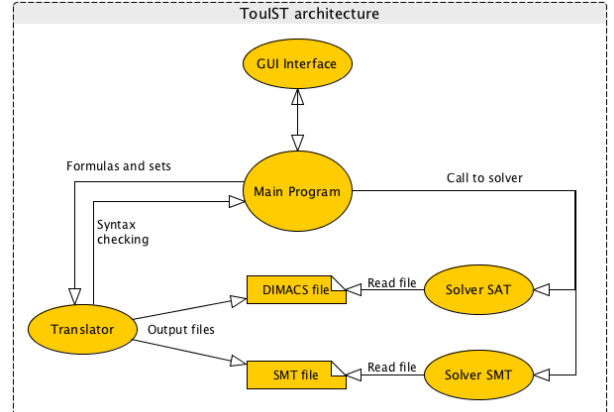 TouIST architecture
GUI Interface
Formulas and sets
Main Program
Call to solver
Syntax
checking
DIMACS file
Read file
Solver SAT
Translator
Output files
SMT file
Read file
Solver SMT